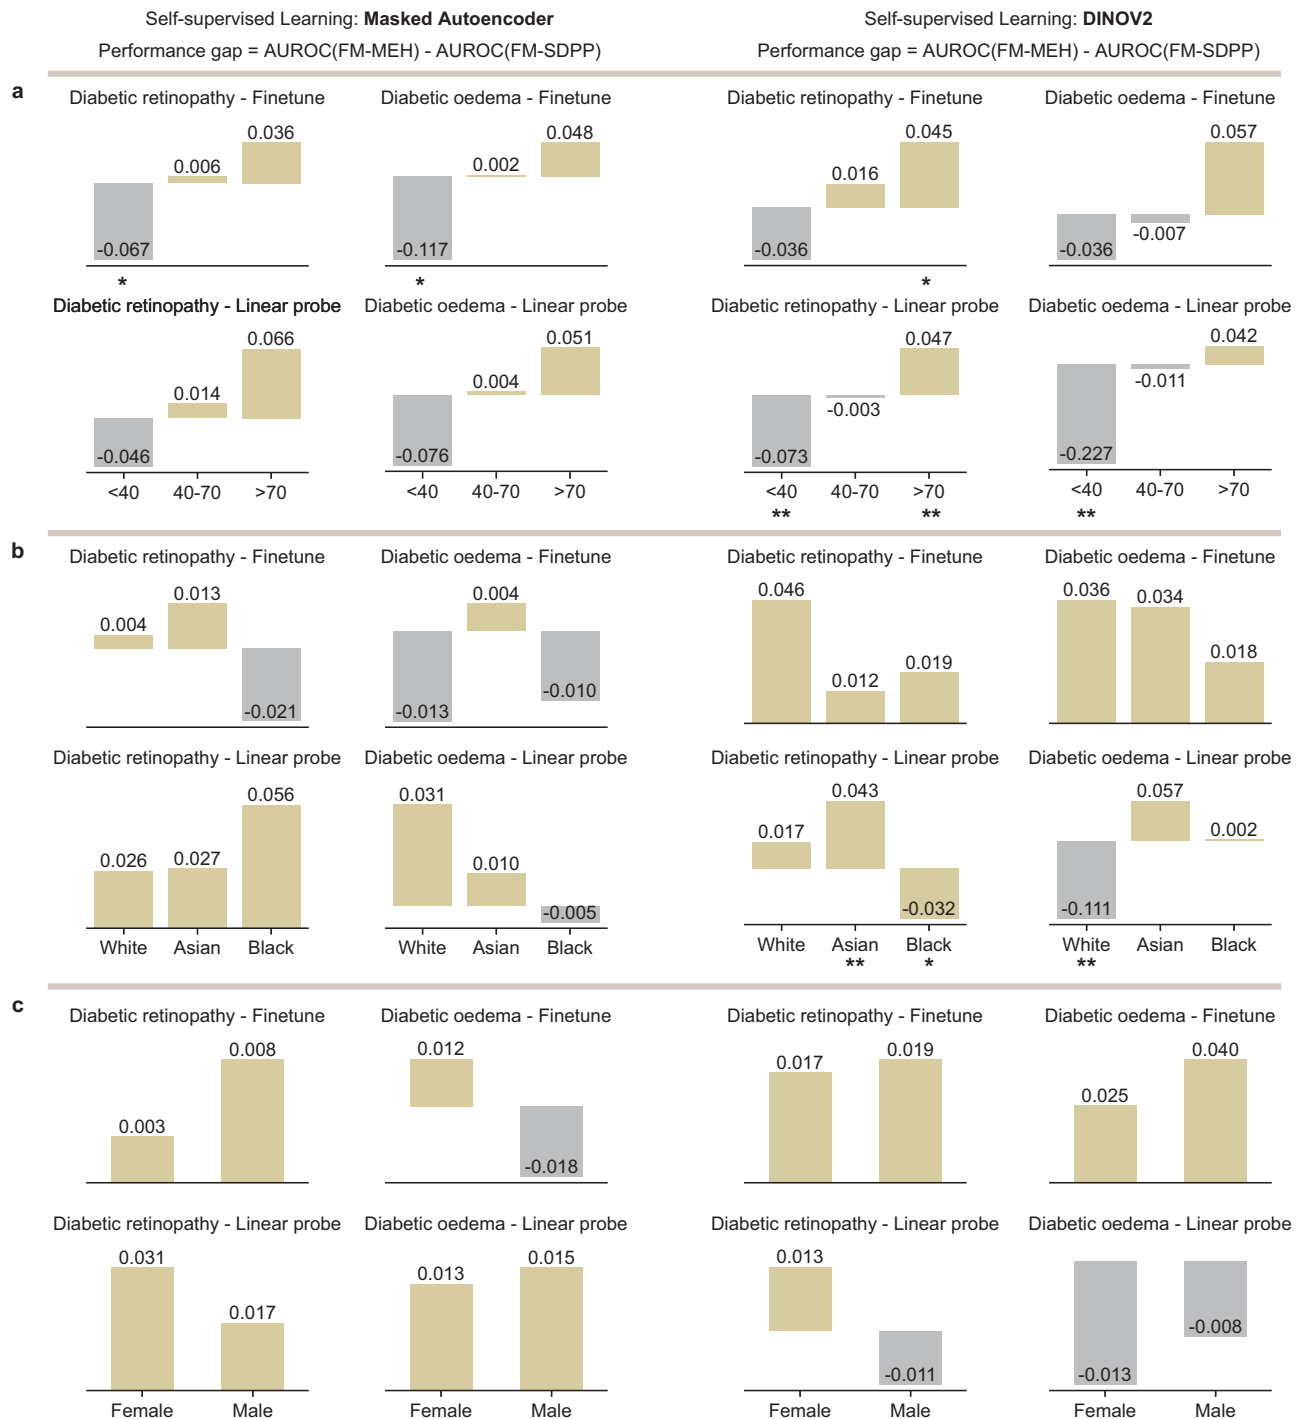 Self-supervised Learning: Masked Autoencoder
Performance gap = AUROC(FM-MEH) - AUROC(FM-SDPP)
Self-supervised Learning: DINOV2
Performance gap = AUROC(FM-MEH) - AUROC(FM-SDPP)
a
Diabetic retinopathy - Finetune
0.036
0.006
-0.067
*
Diabetic oedema - Finetune
0.048
0.002
-0.117
*
Diabetic retinopathy - Finetune
0.045
0.016
-0.036
*
Diabetic oedema - Finetune
0.057
-0.007
-0.036
Diabetic retinopathy - Linear probe
0.066
0.014
-0.046
<40 40-70 >70
Diabetic oedema - Linear probe
0.051
0.004
-0.076
<40 40-70 >70
Diabetic retinopathy - Linear probe
0.047
-0.003
-0.073
<40 40-70 >70
** **
Diabetic oedema - Linear probe
0.042
-0.011
-0.227
<40 40-70 >70
**
b
Diabetic retinopathy - Finetune
0.013
0.004
-0.021
Diabetic oedema - Finetune
0.004
-0.010
-0.013
Diabetic retinopathy - Finetune
0.046
0.019
0.012
Diabetic oedema - Finetune
0.036
0.034
0.018
Diabetic retinopathy - Linear probe
0.056
0.026 0.027
White Asian Black
Diabetic oedema - Linear probe
0.031
0.010
-0.005
White Asian Black
Diabetic retinopathy - Linear probe
0.043
0.017
-0.032
White Asian Black
** *
Diabetic oedema - Linear probe
0.057
0.002
-0.111
White Asian Black
**
c
Diabetic retinopathy - Finetune
0.008
0.003
Diabetic oedema - Finetune
0.012
-0.018
Diabetic retinopathy - Finetune
0.019
0.017
Diabetic oedema - Finetune
0.040
0.025
Diabetic retinopathy - Linear probe
0.031
0.017
Female Male
Diabetic oedema - Linear probe
0.015
0.013
Female Male
Diabetic retinopathy - Linear probe
0.013
-0.011
Female Male
Diabetic oedema - Linear probe
-0.008
-0.013
Female Male